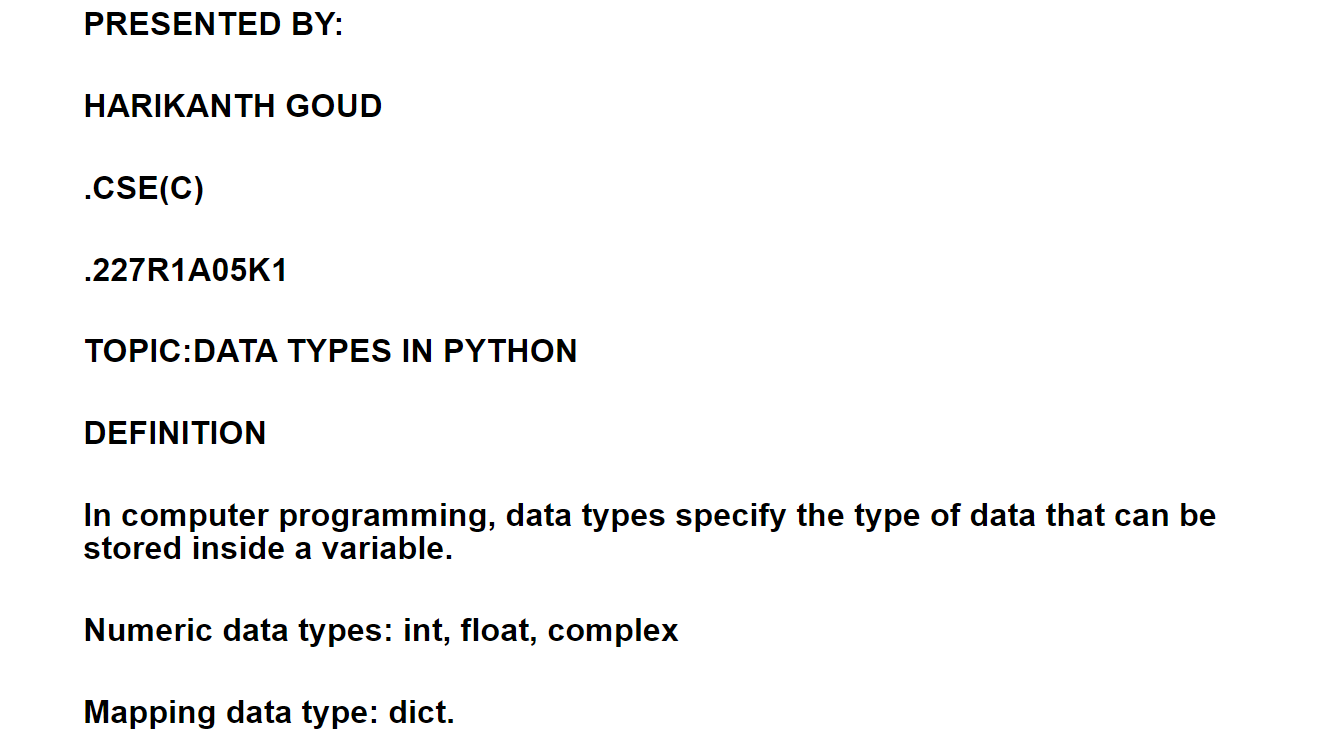 PRESENTED BY:
HARIKANTH GOUD
.CSE(C)
.227R1A05K1
TOPIC:DATA TYPES IN PYTHON
DEFINITION
In computer programming, data types specify the type of data that can be
stored inside a variable.
Numeric data types: int, float, complex
Mapping data type: dict.